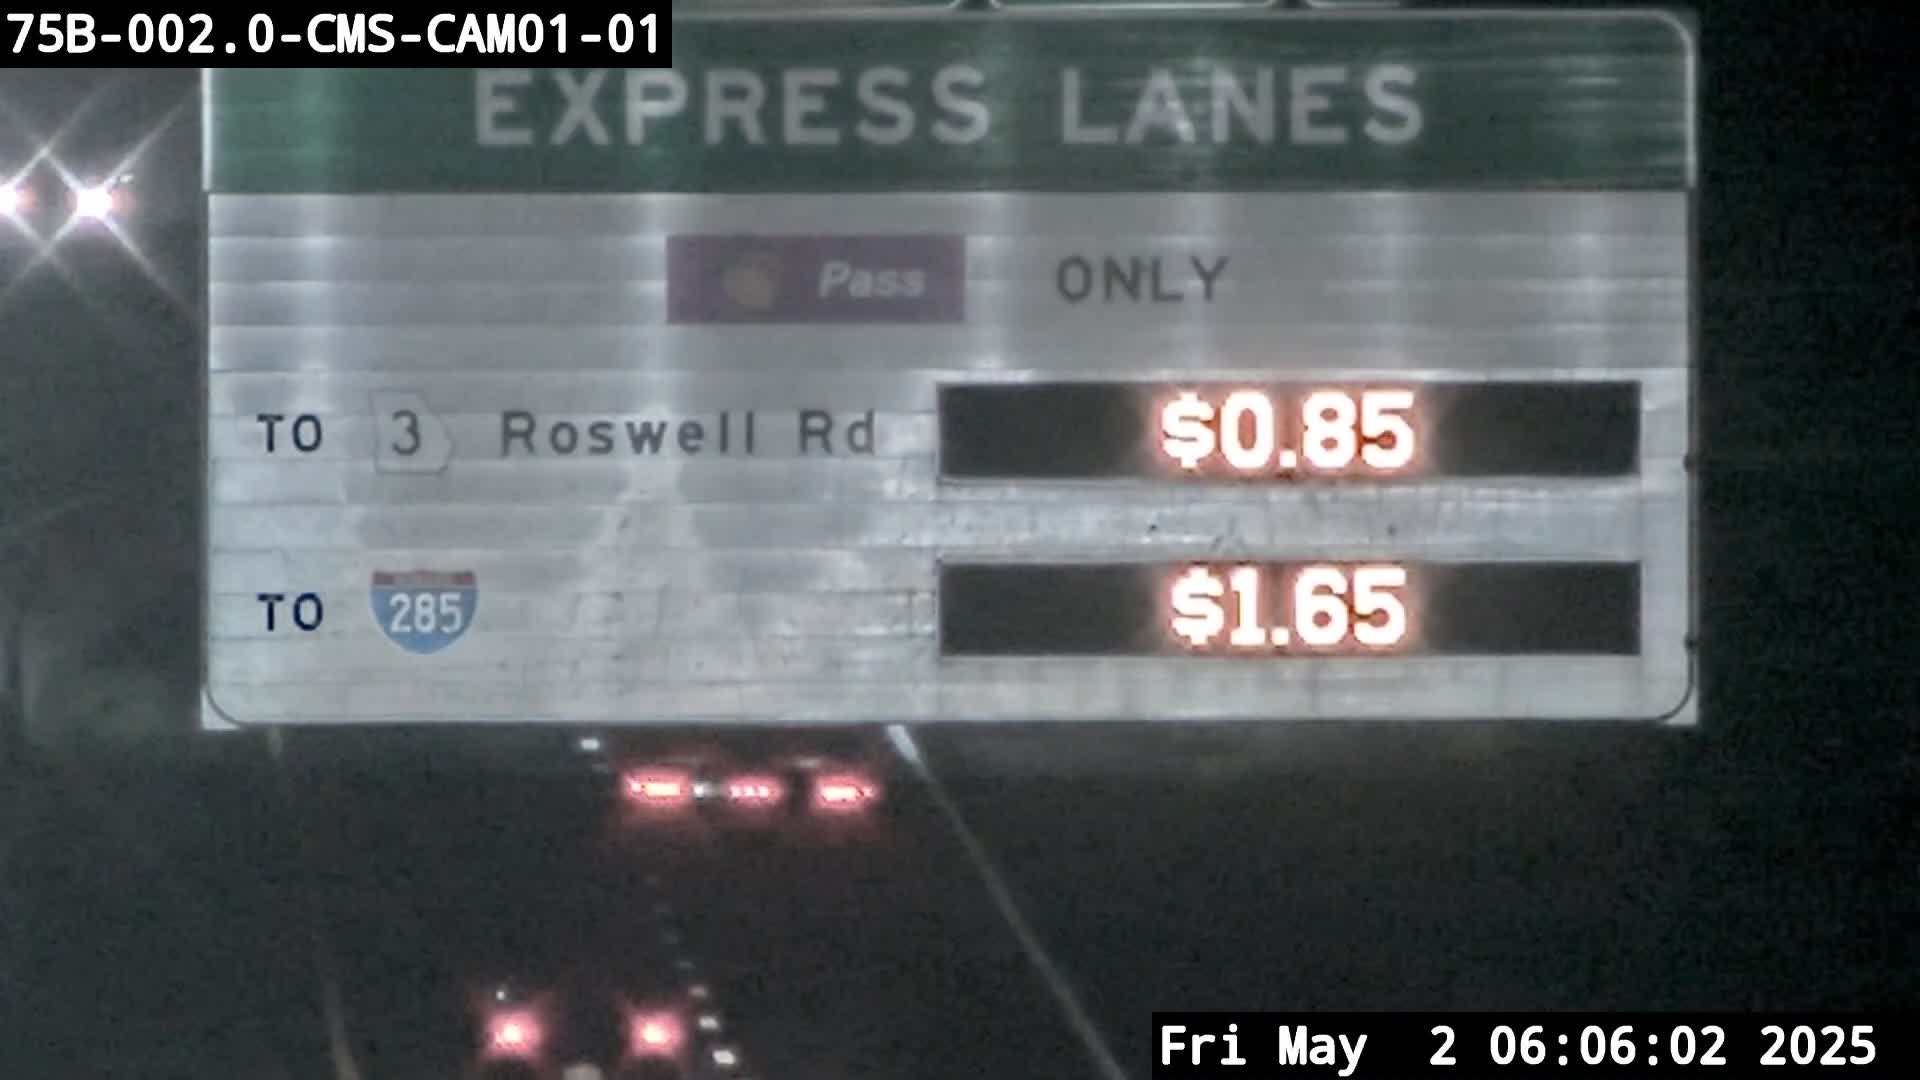 75B-002.0-CMS-CAM01-01
EXPRESS LANES
Pass ONLY
TO 3 Roswell Rd $0.85
TO 285 $1.65
Fri May 2 06:06:02 2025